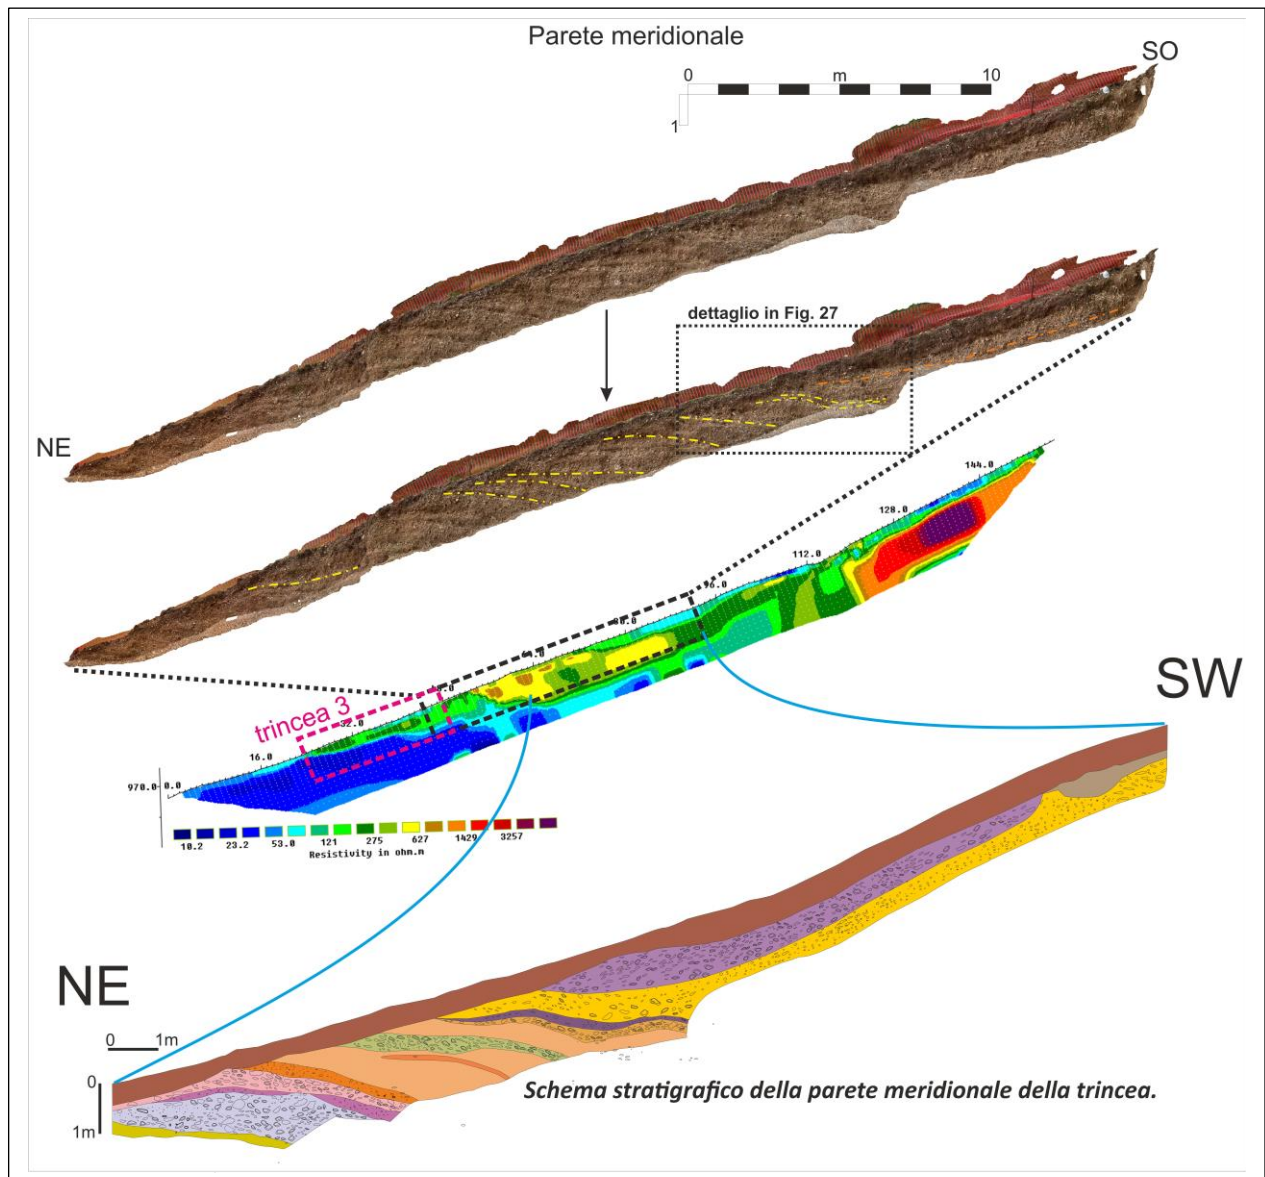 Parete meridionale
SO
0 m 10
1
dettaglio in Fig. 27
NE
144.0
128.0
112.0
96.0
80.0
trincea 3
32.0
16.0
970.0 0.0
SW
10.2 23.2 53.0 121 275 627 1429 3257
Resistivity in ohm.m
NE
0 1m
0
1m
Schema stratigrafico della parete meridionale della trincea.